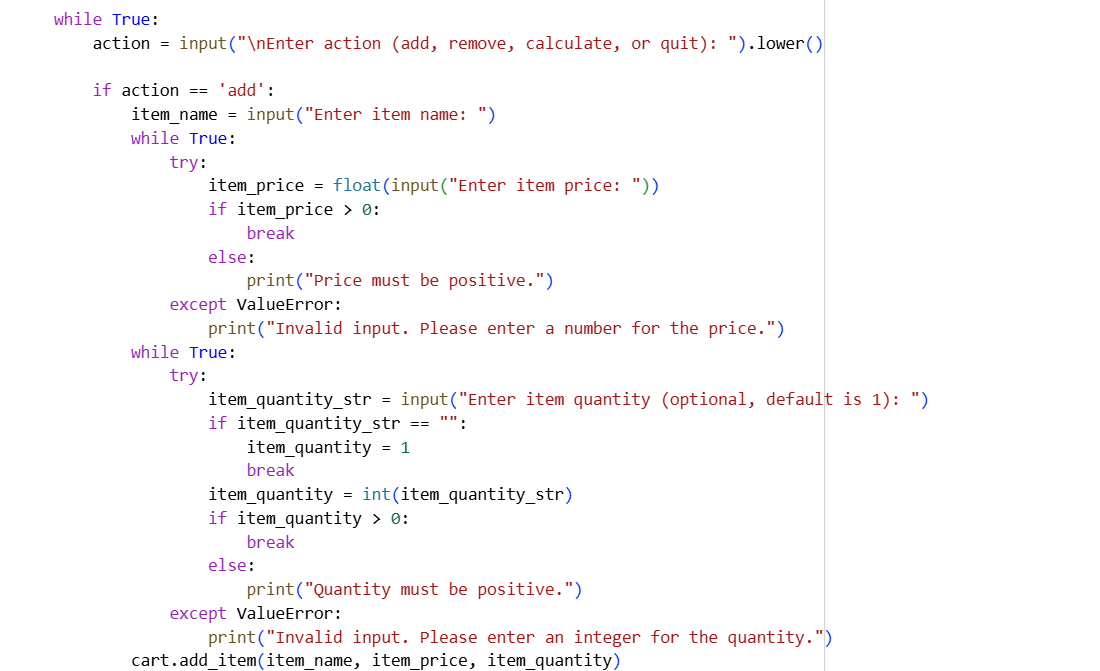 while True:
    action = input("\nEnter action (add, remove, calculate, or quit): ").lower()

    if action == 'add':
        item_name = input("Enter item name: ")
        while True:
            try:
                item_price = float(input("Enter item price: "))
                if item_price > 0:
                    break
                else:
                    print("Price must be positive.")
            except ValueError:
                print("Invalid input. Please enter a number for the price.")
        while True:
            try:
                item_quantity_str = input("Enter item quantity (optional, default is 1): ")
                if item_quantity_str == "":
                    item_quantity = 1
                    break
                item_quantity = int(item_quantity_str)
                if item_quantity > 0:
                    break
                else:
                    print("Quantity must be positive.")
            except ValueError:
                print("Invalid input. Please enter an integer for the quantity.")
        cart.add_item(item_name, item_price, item_quantity)